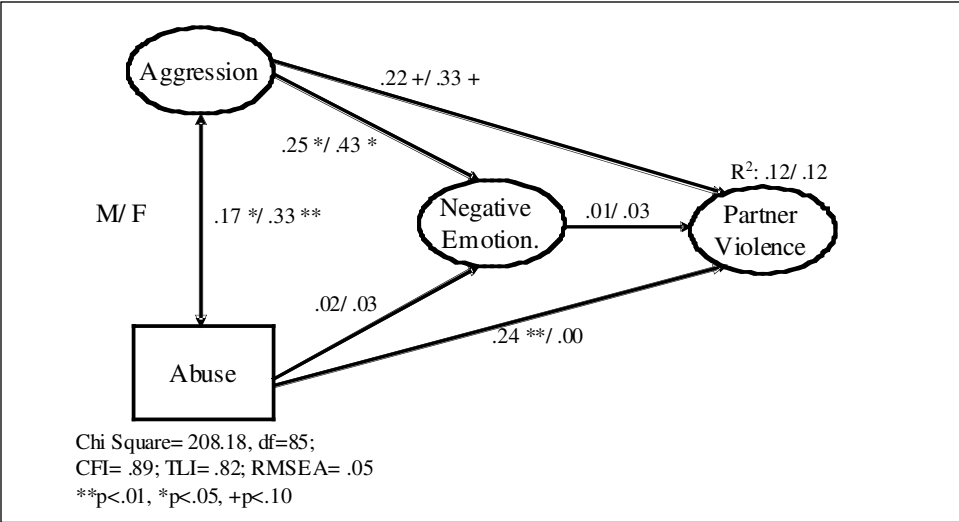 Aggression
.22 +/ .33 +
.25 */ .43 *
R²: .12/ .12
M/ F
.17 */ .33 **
Negative
Emotion.
.01/ .03
Partner
Violence
.02/ .03
.24 **/ .00
Abuse
Chi Square= 208.18, df=85;
CFI= .89; TLI= .82; RMSEA= .05
**p<.01, *p<.05, +p<.10